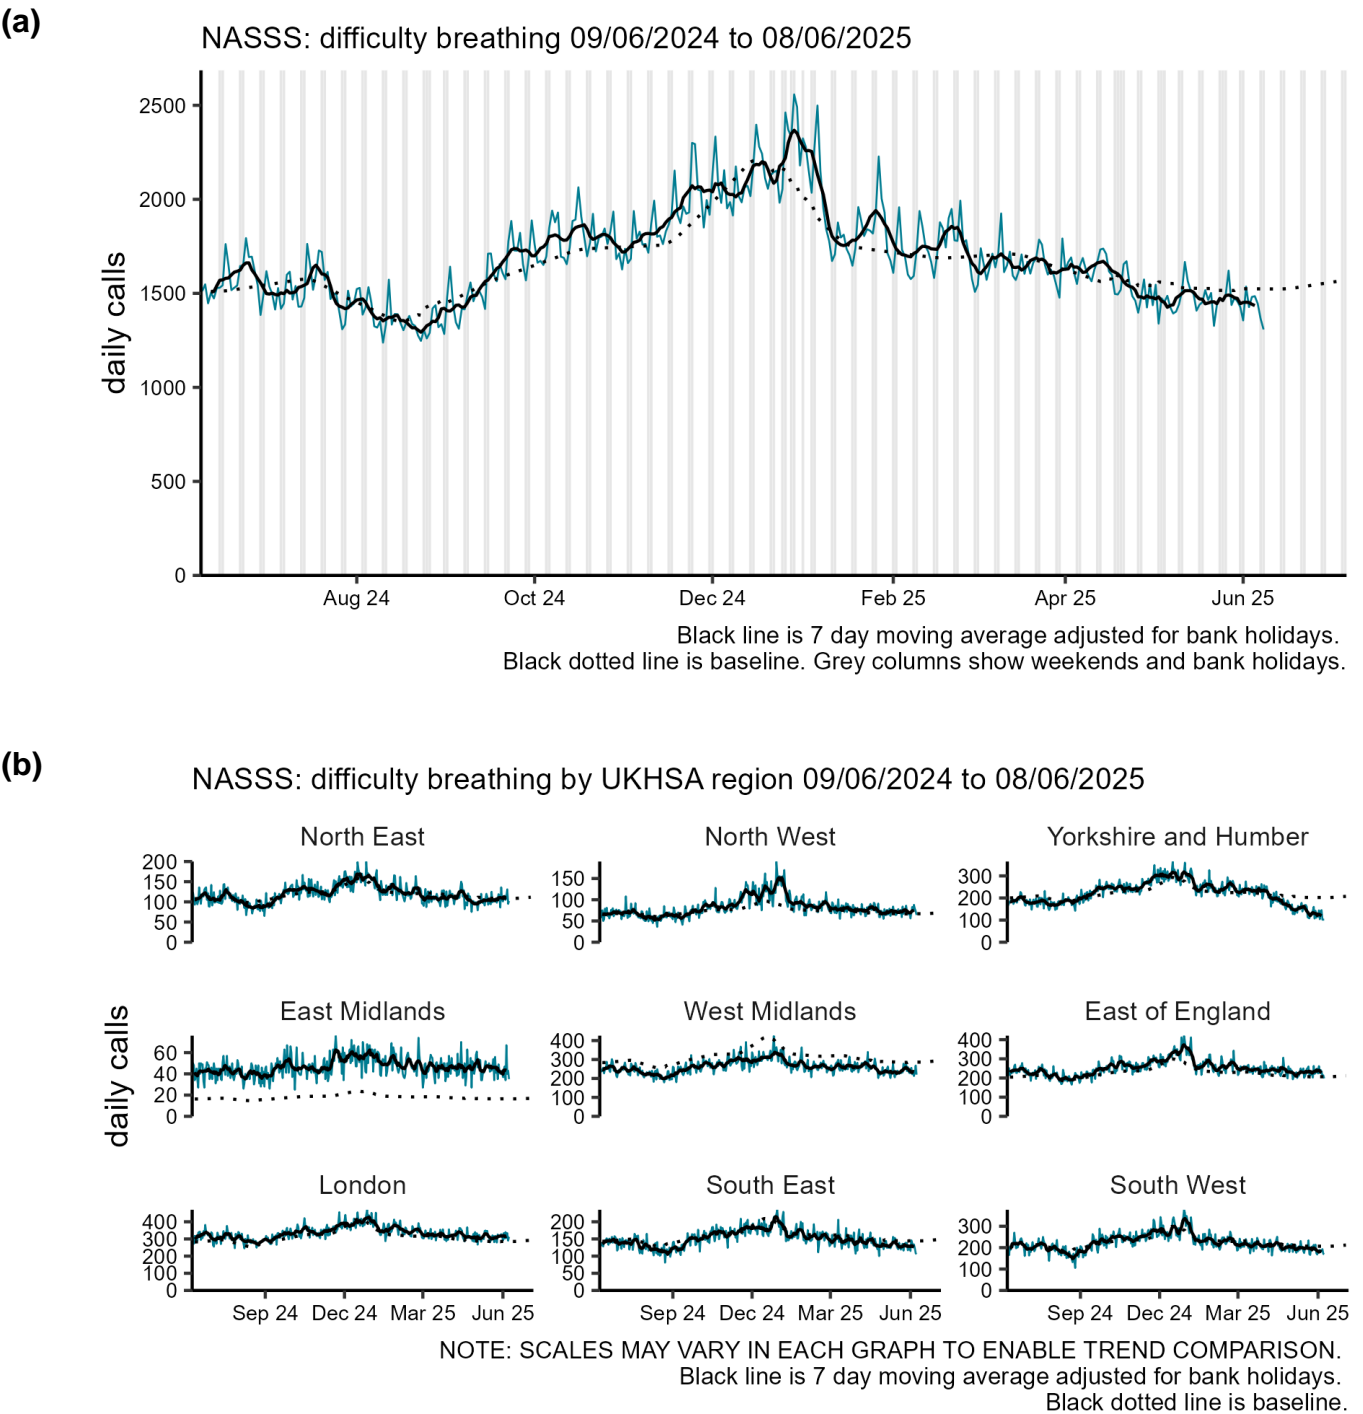 (a)
NASSS: difficulty breathing 09/06/2024 to 08/06/2025
daily calls
2500
2000
1500
1000
500
0
Aug 24 Oct 24 Dec 24 Feb 25 Apr 25 Jun 25
Black line is 7 day moving average adjusted for bank holidays.
Black dotted line is baseline. Grey columns show weekends and bank holidays.
(b)
NASSS: difficulty breathing by UKHSA region 09/06/2024 to 08/06/2025
daily calls
North East
200
150
100
50
0
North West
150
100
50
0
Yorkshire and Humber
300
200
100
0
East Midlands
60
40
20
0
West Midlands
400
300
200
100
0
East of England
400
300
200
100
0
London
400
300
200
100
0
South East
200
150
100
50
0
South West
300
200
100
0
Sep 24 Dec 24 Mar 25 Jun 25
Sep 24 Dec 24 Mar 25 Jun 25
Sep 24 Dec 24 Mar 25 Jun 25
NOTE: SCALES MAY VARY IN EACH GRAPH TO ENABLE TREND COMPARISON.
Black line is 7 day moving average adjusted for bank holidays.
Black dotted line is baseline.